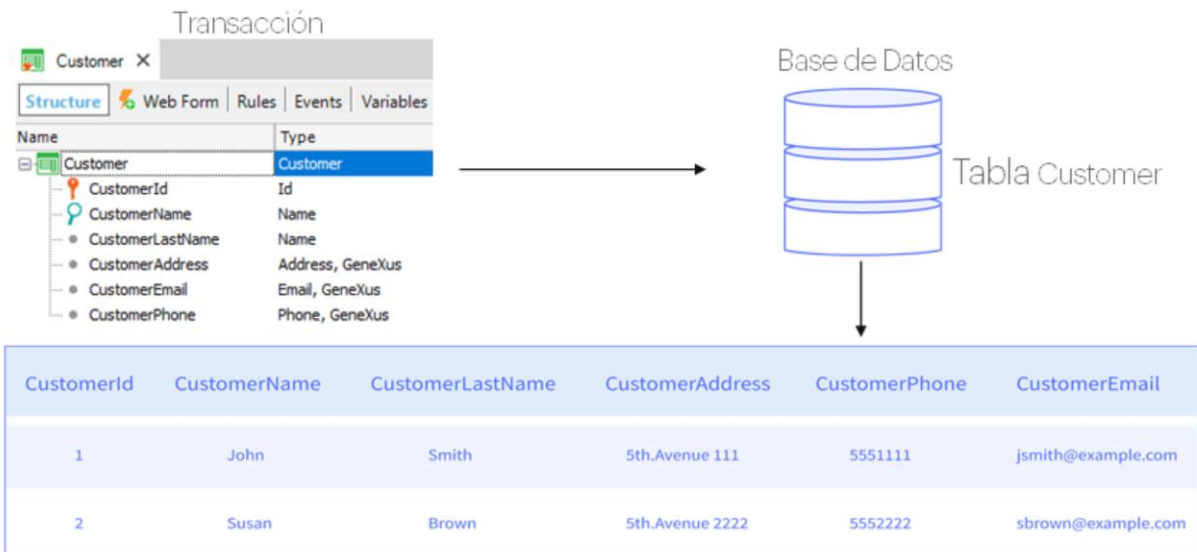 Transacción
Customer X
Structure Web Form Rules Events Variables
Name Type
Customer Customer
CustomerId Id
CustomerName Name
CustomerLastName Name
CustomerAddress Address, GeneXus
CustomerEmail Email, GeneXus
CustomerPhone Phone, GeneXus
Base de Datos
Tabla Customer
CustomerId CustomerName CustomerLastName CustomerAddress CustomerPhone CustomerEmail
1 John Smith 5th.Avenue 111 5551111 jsmith@example.com
2 Susan Brown 5th.Avenue 2222 5552222 sbrown@example.com